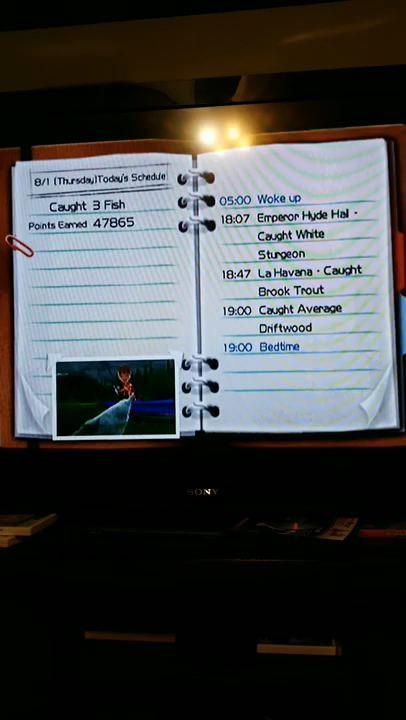 8/1 (Thursday)Today's Schedule
Caught 3 Fish
Points Earned 47865
05:00 Woke up
18:07 Emperor Hyde Hal -
Caught White
Sturgeon
18:47 La Havana - Caught
Brook Trout
19:00 Caught Average
Driftwood
19:00 Bedtime
SONY